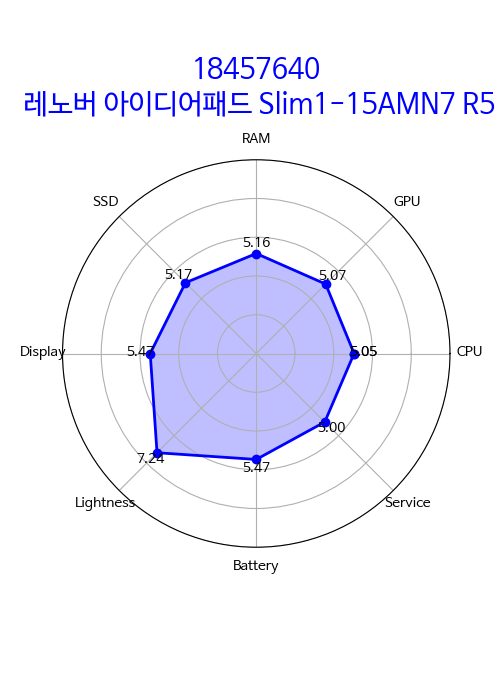 18457640
레노버 아이디어패드 Slim1-15AMN7 R5
RAM
SSD
GPU
5.16
5.17
5.07
Display
5.47
5.05
CPU
7.24
5.47
5.00
Lightness
Service
Battery